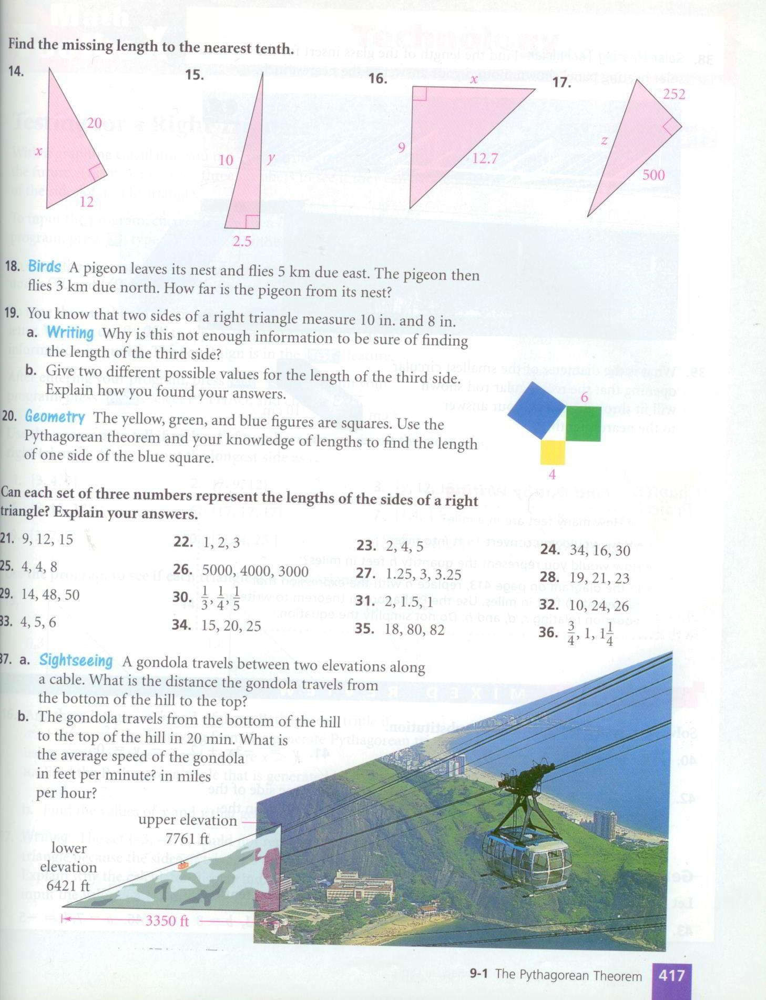 Find the missing length to the nearest tenth.
14.
20
x
12
15.
10
y
2.5
16.
x
9
12.7
17.
252
z
500
18. Birds A pigeon leaves its nest and flies 5 km due east. The pigeon then
flies 3 km due north. How far is the pigeon from its nest?
19. You know that two sides of a right triangle measure 10 in. and 8 in.
a. Writing Why is this not enough information to be sure of finding
the length of the third side?
b. Give two different possible values for the length of the third side.
Explain how you found your answers.
20. Geometry The yellow, green, and blue figures are squares. Use the
Pythagorean theorem and your knowledge of lengths to find the length
of one side of the blue square.
6
4
Can each set of three numbers represent the lengths of the sides of a right
triangle? Explain your answers.
21. 9, 12, 15
22. 1, 2, 3
23. 2, 4, 5
24. 34, 16, 30
25. 4, 4, 8
26. 5000, 4000, 3000
27. 1.25, 3, 3.25
28. 19, 21, 23
29. 14, 48, 50
30. 1/3, 1/4, 1/5
31. 2, 1.5, 1
32. 10, 24, 26
33. 4, 5, 6
34. 15, 20, 25
35. 18, 80, 82
36. 3/4, 1, 1 1/4
37. a. Sightseeing A gondola travels between two elevations along
a cable. What is the distance the gondola travels from
the bottom of the hill to the top?
b. The gondola travels from the bottom of the hill
to the top of the hill in 20 min. What is
the average speed of the gondola
in feet per minute? in miles
per hour?
upper elevation
7761 ft
lower
elevation
6421 ft
3350 ft
9-1 The Pythagorean Theorem 417